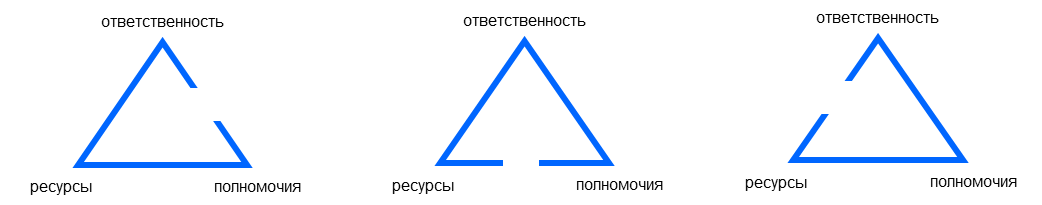 ответственность
ресурсы
полномочия
ответственность
ресурсы
полномочия
ответственность
ресурсы
полномочия